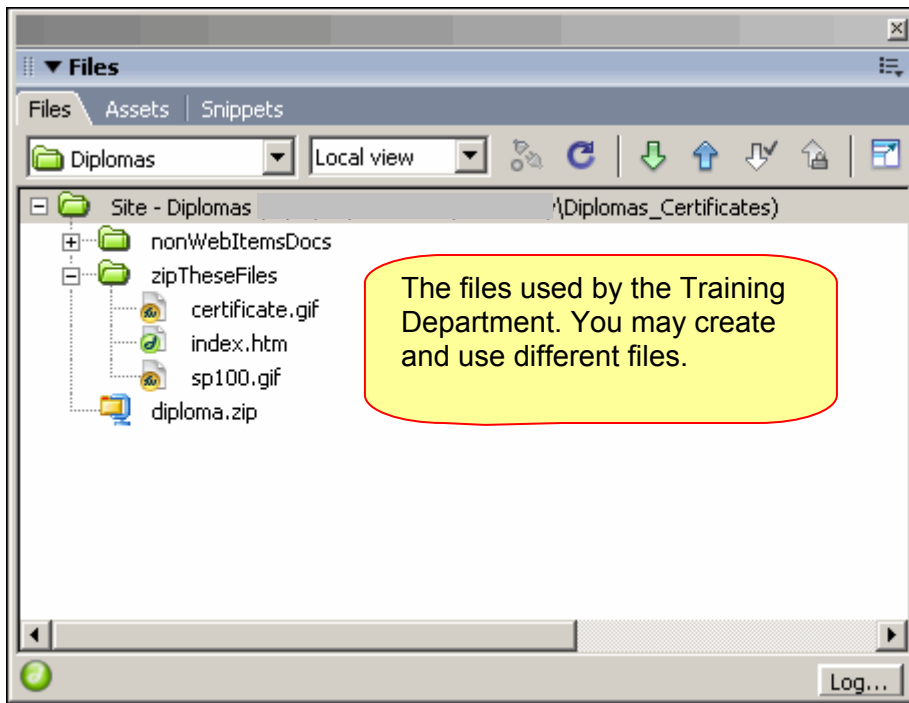 Files
Files Assets Snippets
Diplomas Local view
Site - Diplomas \Diplomas_Certificates)
nonWebItemsDocs
zipTheseFiles
certificate.gif
index.htm
sp100.gif
diploma.zip
The files used by the Training
Department. You may create
and use different files.
Log...